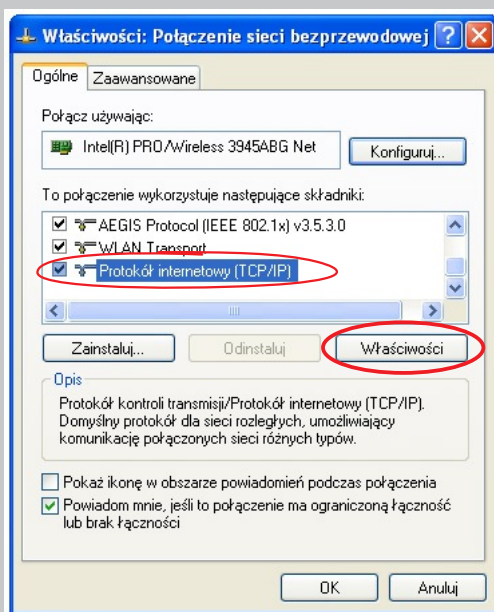 Właściwości: Połączenie sieci bezprzewodowej
Ogólne Zaawansowane
Połącz używając:
Intel(R) PRO/Wireless 3945ABG Net Konfiguruj...
To połączenie wykorzystuje następujące składniki:
AEGIS Protocol (IEEE 802.1x) v3.5.3.0
WLAN Transport
Protokół internetowy (TCP/IP)
Zainstaluj... Odinstaluj Właściwości
Opis
Protokół kontroli transmisji/Protokół internetowy (TCP/IP).
Domyślny protokół dla sieci rozległych, umożliwiający
komunikację połączonych sieci różnych typów.
Pokaż ikonę w obszarze powiadomień podczas połączenia
Powiadom mnie, jeśli to połączenie ma ograniczoną łączność
lub brak łączności
OK Anuluj